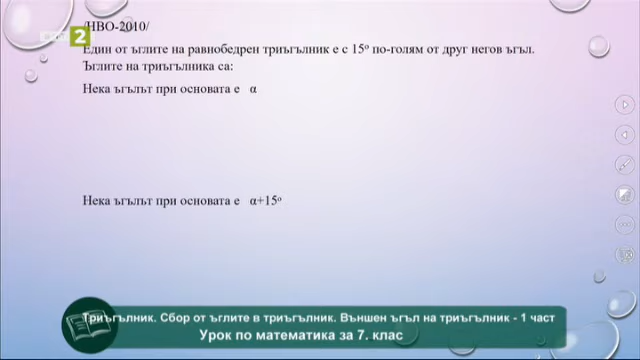 /НВО-2010/
Един от ъглите на равнобедрен триъгълник е с 15° по-голям от друг негов ъгъл.
Ъглите на триъгълника са:
Нека ъгълът при основата е α
Нека ъгълът при основата е α+15°
Триъгълник. Сбор от ъглите в триъгълник. Външен ъгъл на триъгълник - 1 част
Урок по математика за 7. клас